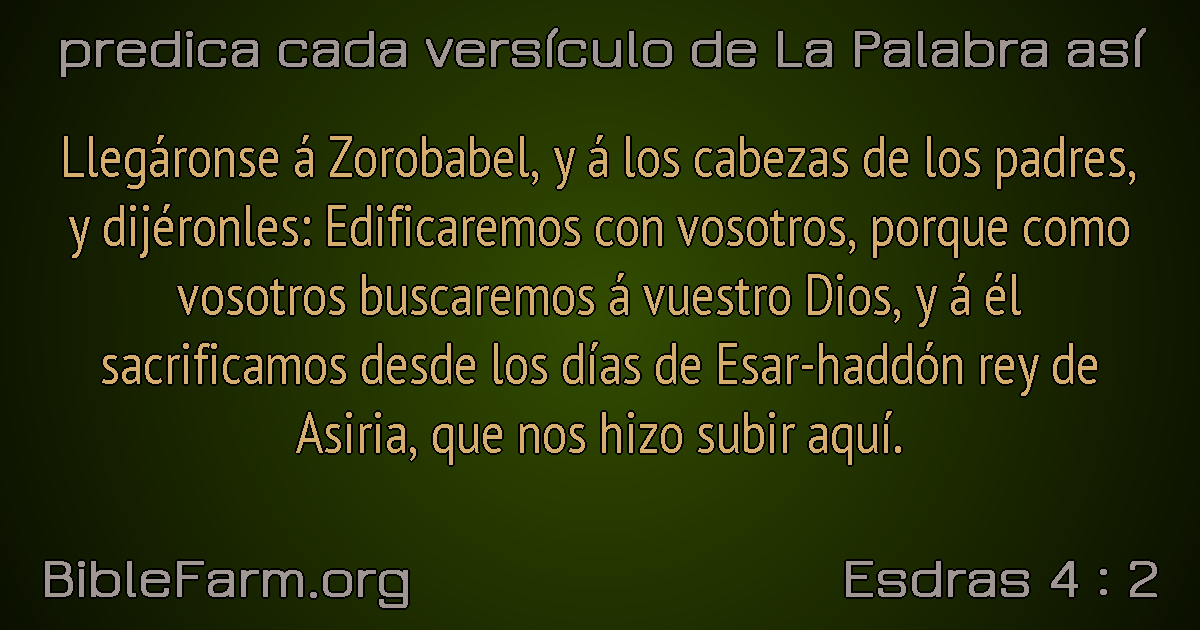 predica cada versículo de La Palabra así
Llegáronse á Zorobabel, y á los cabezas de los padres,
y dijéronles: Edificaremos con vosotros, porque como
vosotros buscaremos á vuestro Dios, y á él
sacrificamos desde los días de Esar-haddón rey de
Asiria, que nos hizo subir aquí.
BibleFarm.org
Esdras 4 : 2